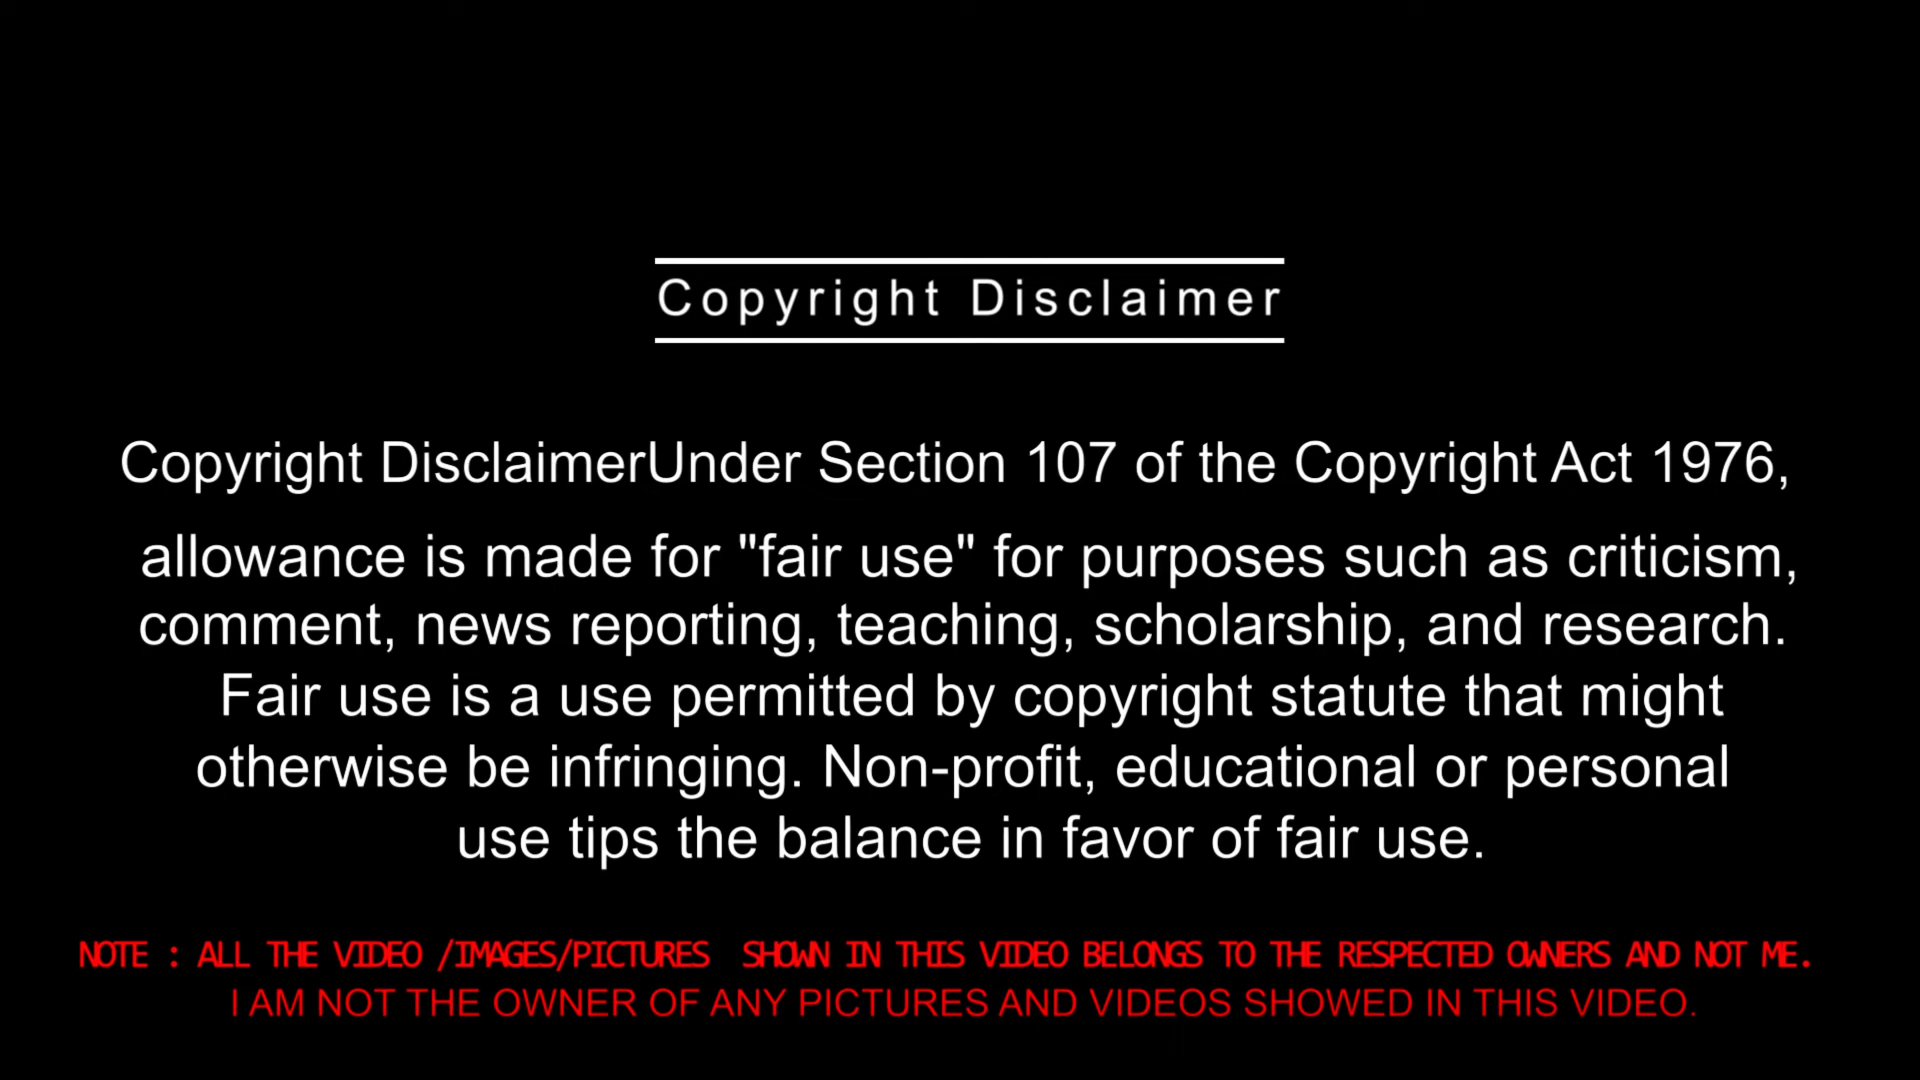 Copyright Disclaimer
Copyright DisclaimerUnder Section 107 of the Copyright Act 1976,
allowance is made for "fair use" for purposes such as criticism,
comment, news reporting, teaching, scholarship, and research.
Fair use is a use permitted by copyright statute that might
otherwise be infringing. Non-profit, educational or personal
use tips the balance in favor of fair use.
NOTE : ALL THE VIDEO /IMAGES/PICTURES SHOWN IN THIS VIDEO BELONGS TO THE RESPECTED OWNERS AND NOT ME.
I AM NOT THE OWNER OF ANY PICTURES AND VIDEOS SHOWED IN THIS VIDEO.